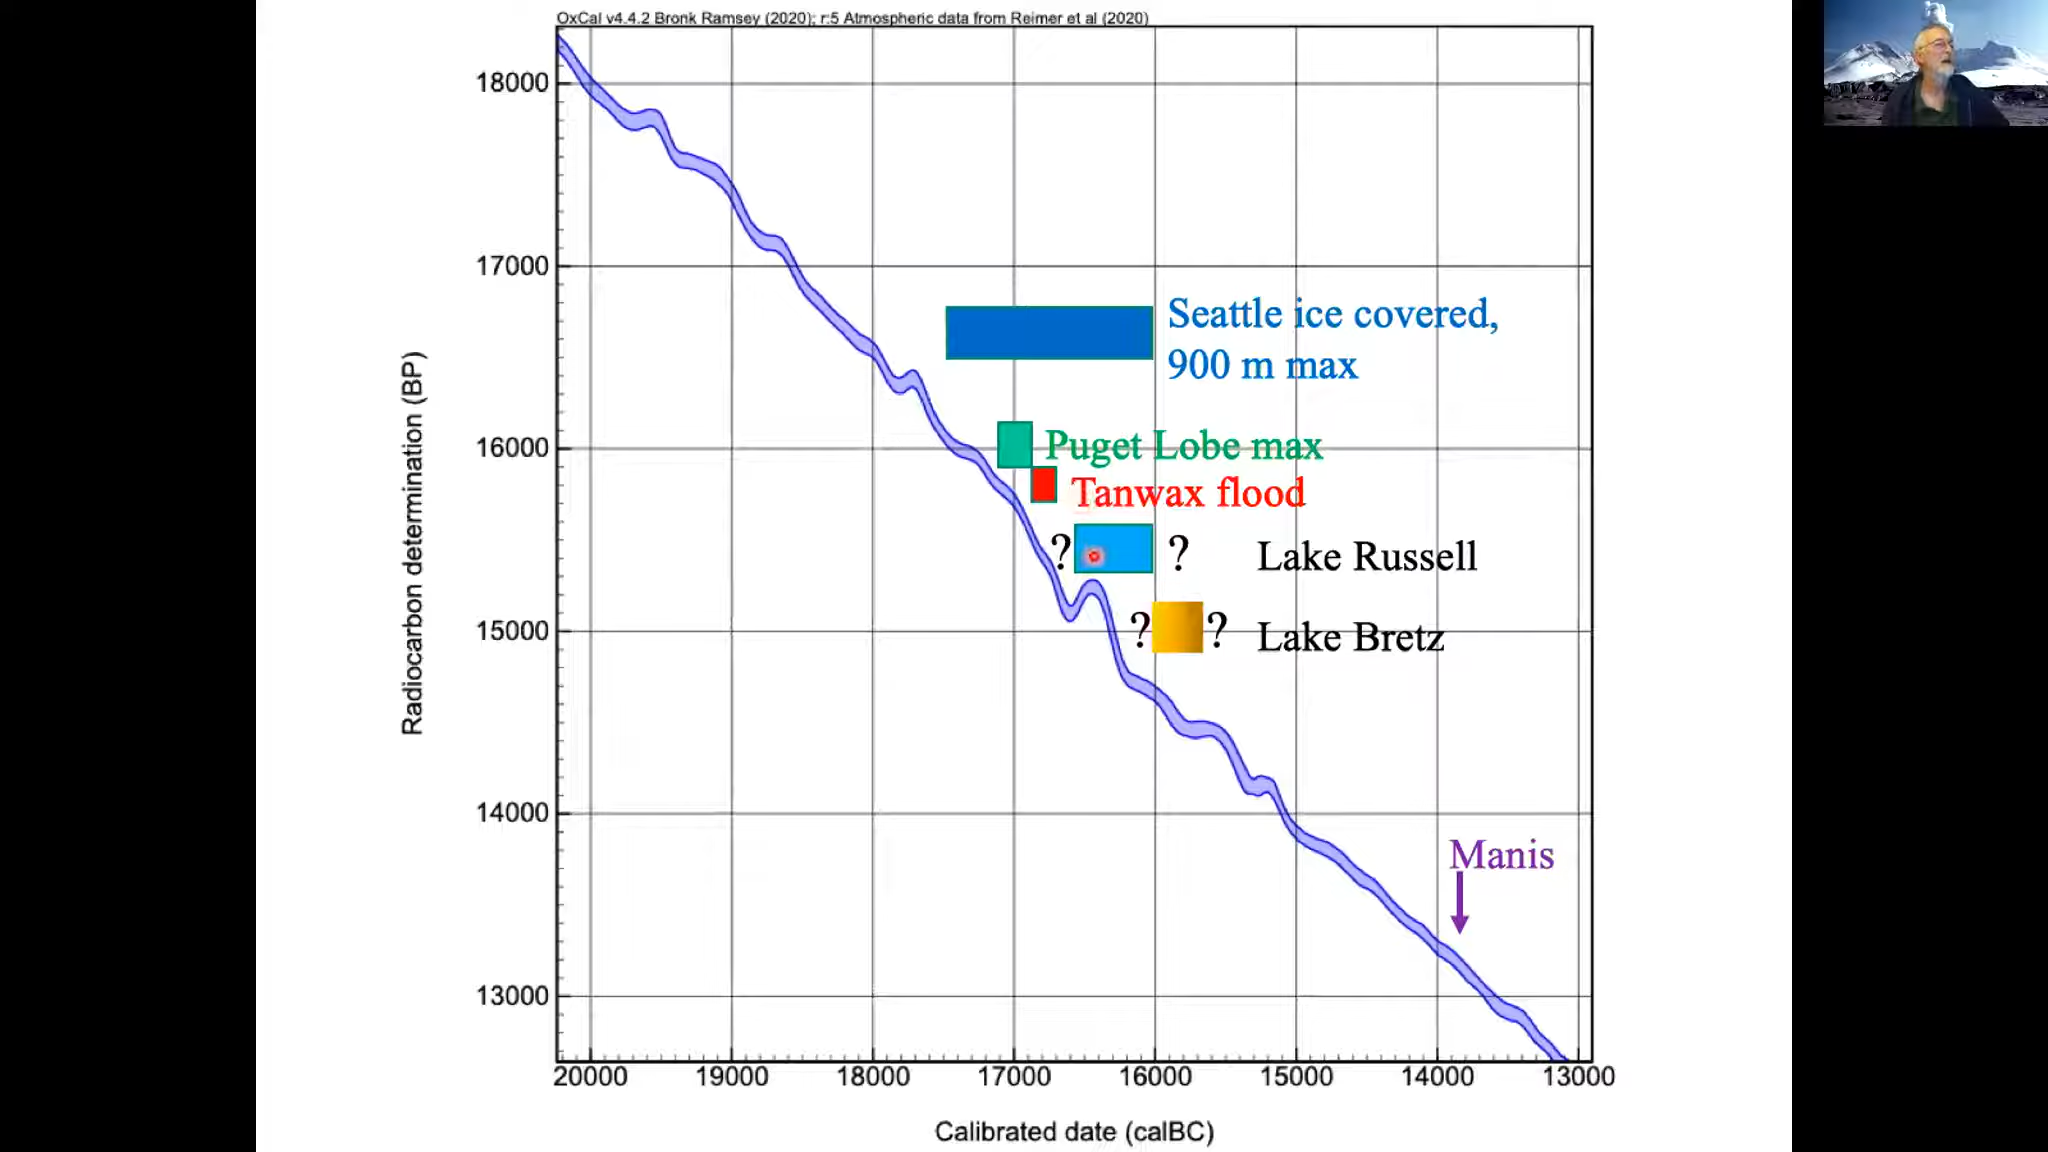 OxCal v4.4.2 Bronk Ramsey (2020); r:5 Atmospheric data from Reimer et al (2020)
Radiocarbon determination (BP)
18000
17000
16000
15000
14000
13000
Seattle ice covered,
900 m max
Puget Lobe max
Tanwax flood
? ? Lake Russell
? ? Lake Bretz
Manis
20000 19000 18000 17000 16000 15000 14000 13000
Calibrated date (calBC)